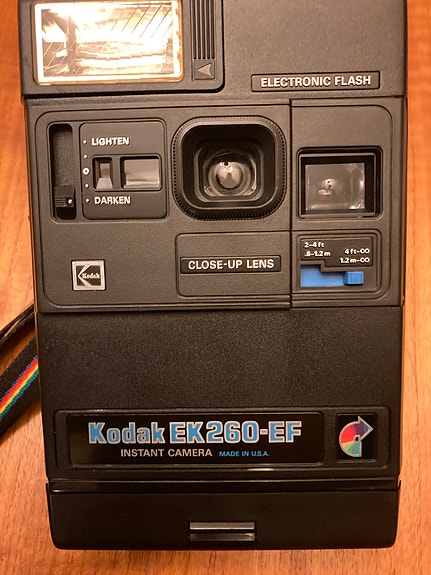 ELECTRONIC FLASH
LIGHTEN
DARKEN
2–4 ft
.8–1.2 m
4 ft–∞
1.2 m–∞
Kodak
CLOSE-UP LENS
Kodak EK260-EF
INSTANT CAMERA MADE IN U.S.A.